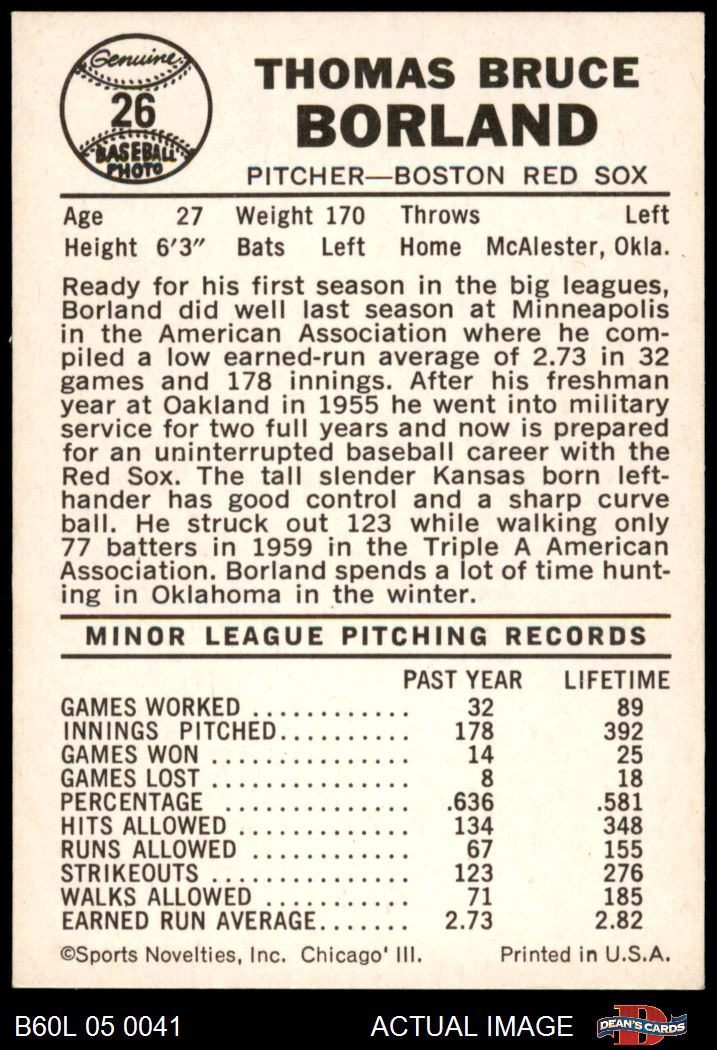 Genuine
26
BASEBALL
PHOTO
THOMAS BRUCE
BORLAND
PITCHER—BOSTON RED SOX
Age 27 Weight 170 Throws Left
Height 6'3" Bats Left Home McAlester, Okla.
Ready for his first season in the big leagues,
Borland did well last season at Minneapolis
in the American Association where he com-
piled a low earned-run average of 2.73 in 32
games and 178 innings. After his freshman
year at Oakland in 1955 he went into military
service for two full years and now is prepared
for an uninterrupted baseball career with the
Red Sox. The tall slender Kansas born left-
hander has good control and a sharp curve
ball. He struck out 123 while walking only
77 batters in 1959 in the Triple A American
Association. Borland spends a lot of time hunt-
ing in Oklahoma in the winter.
MINOR LEAGUE PITCHING RECORDS
PAST YEAR LIFETIME
GAMES WORKED ............ 32 89
INNINGS PITCHED.......... 178 392
GAMES WON ............... 14 25
GAMES LOST ............... 8 18
PERCENTAGE .............. .636 .581
HITS ALLOWED ............. 134 348
RUNS ALLOWED ............ 67 155
STRIKEOUTS ............... 123 276
WALKS ALLOWED ........... 71 185
EARNED RUN AVERAGE....... 2.73 2.82
©Sports Novelties, Inc. Chicago' Ill. Printed in U.S.A.
B60L 05 0041 ACTUAL IMAGE DEAN'S CARDS